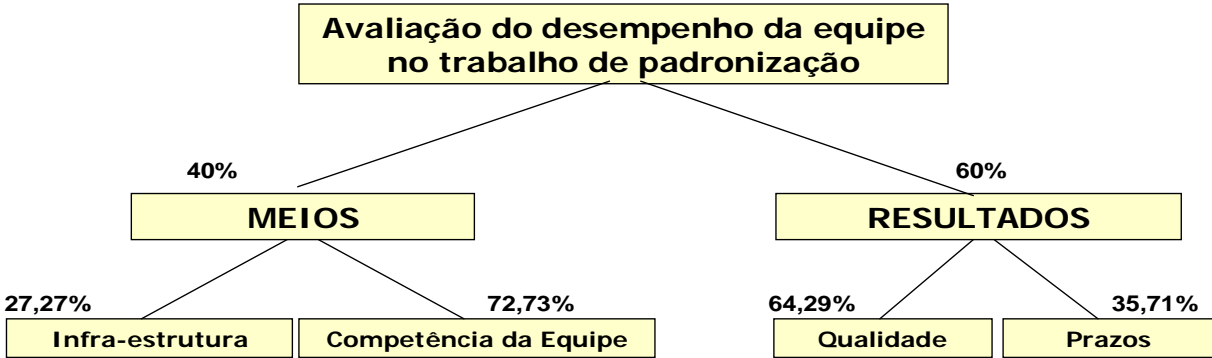 Avaliação do desempenho da equipe
no trabalho de padronização
40%
60%
MEIOS
RESULTADOS
27,27%
72,73%
64,29%
35,71%
Infra-estrutura
Competência da Equipe
Qualidade
Prazos